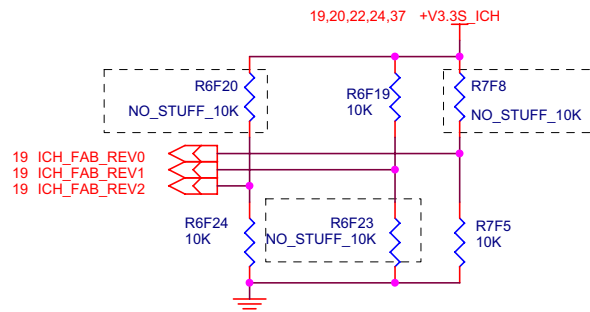 19,20,22,24,37 +V3.3S_ICH
R6F20
NO_STUFF_10K
R6F19
10K
R7F8
NO_STUFF_10K
19 ICH_FAB_REV0
19 ICH_FAB_REV1
19 ICH_FAB_REV2
R6F24
10K
R6F23
NO_STUFF_10K
R7F5
10K